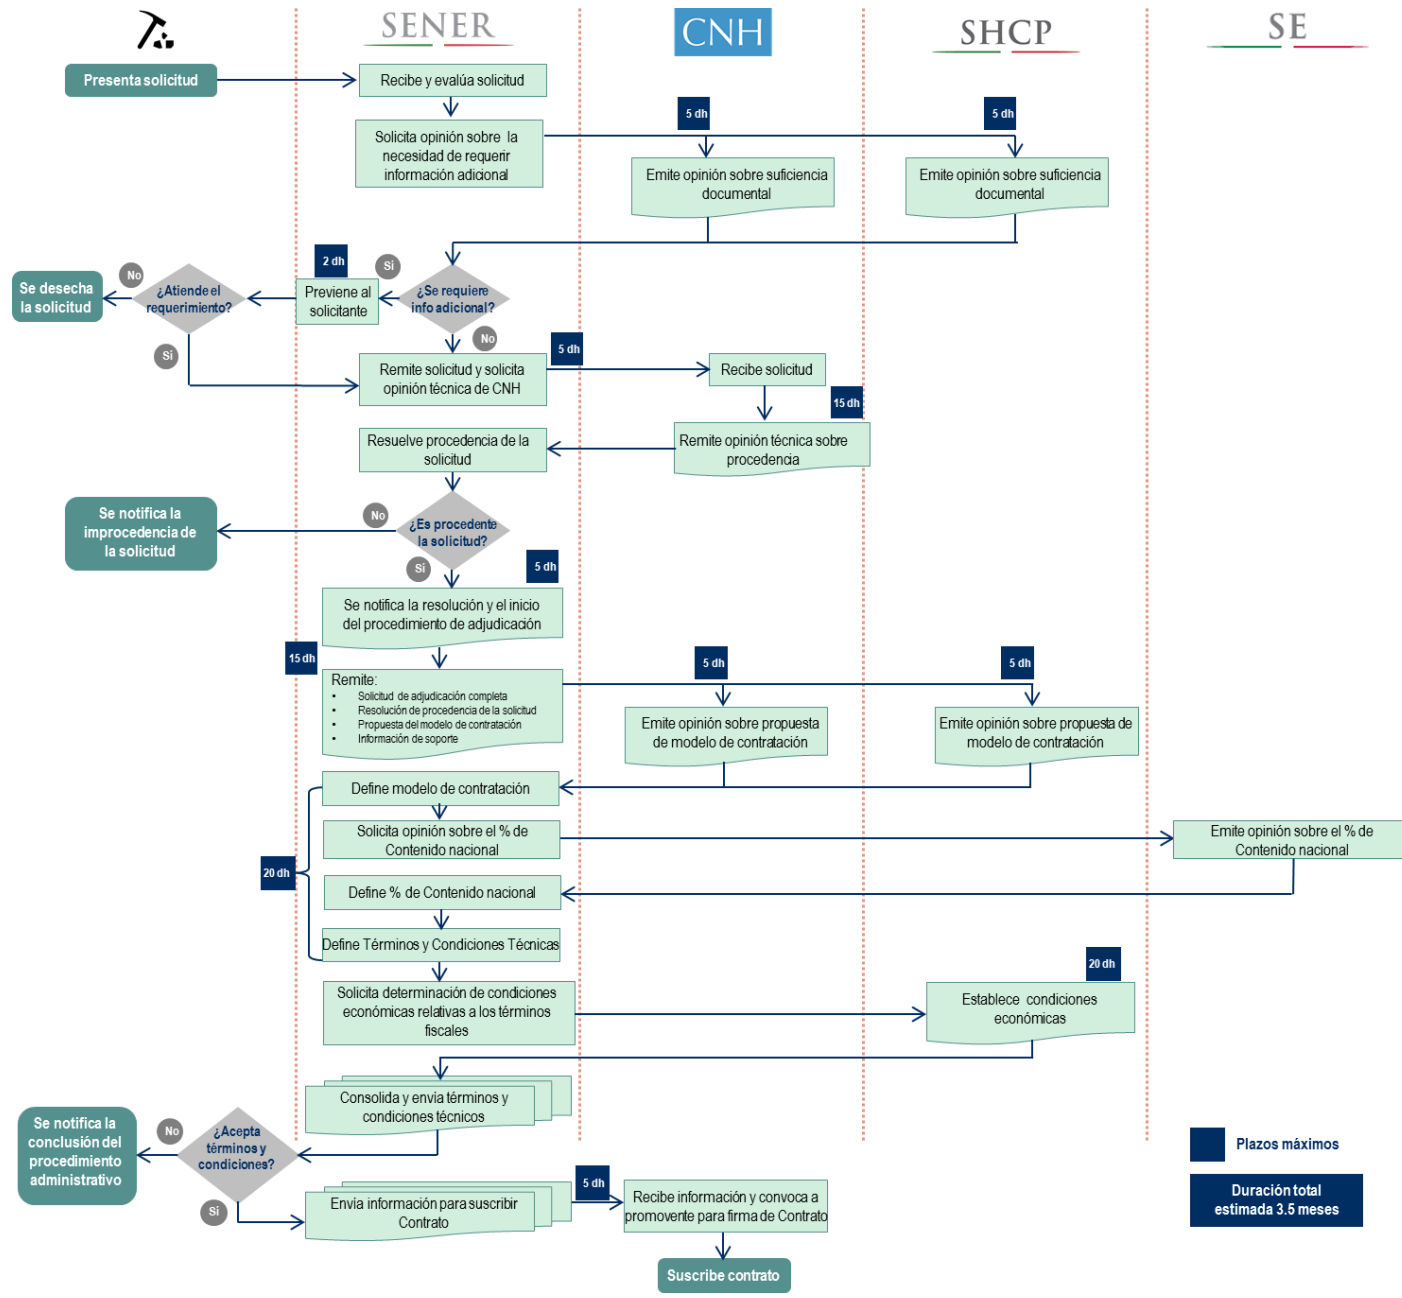 SENER
CNH
SHCP
SE
Presenta solicitud
Recibe y evalúa solicitud
5 dh
5 dh
Solicita opinión sobre la
necesidad de requerir
información adicional
Emite opinión sobre suficiencia
documental
Emite opinión sobre suficiencia
documental
2 dh
Si
No
Se desecha
la solicitud
¿Atiende el
requerimiento?
Previene al
solicitante
¿Se requiere
info adicional?
No
Si
5 dh
Remite solicitud y solicita
opinión técnica de CNH
Recibe solicitud
15 dh
Resuelve procedencia de la
solicitud
Remite opinión técnica sobre
procedencia
Se notifica la
improcedencia de
la solicitud
No
¿Es procedente
la solicitud?
Si
5 dh
Se notifica la resolución y el inicio
del procedimiento de adjudicación
15 dh
5 dh
5 dh
Remite:
• Solicitud de adjudicación completa
• Resolución de procedencia de la solicitud
• Propuesta del modelo de contratación
• Información de soporte
Emite opinión sobre propuesta
de modelo de contratación
Emite opinión sobre propuesta de
modelo de contratación
Define modelo de contratación
Solicita opinión sobre el % de
Contenido nacional
Emite opinión sobre el % de
Contenido nacional
20 dh
Define % de Contenido nacional
Define Términos y Condiciones Técnicas
20 dh
Solicita determinación de condiciones
económicas relativas a los términos
fiscales
Establece condiciones
económicas
Consolida y envía términos y
condiciones técnicos
Se notifica la
conclusión del
procedimiento
administrativo
No
¿Acepta
términos y
condiciones?
Sí
Envía información para suscribir
Contrato
5 dh
Recibe información y convoca a
promovente para firma de Contrato
Suscribe contrato
Plazos máximos
Duración total
estimada 3.5 meses